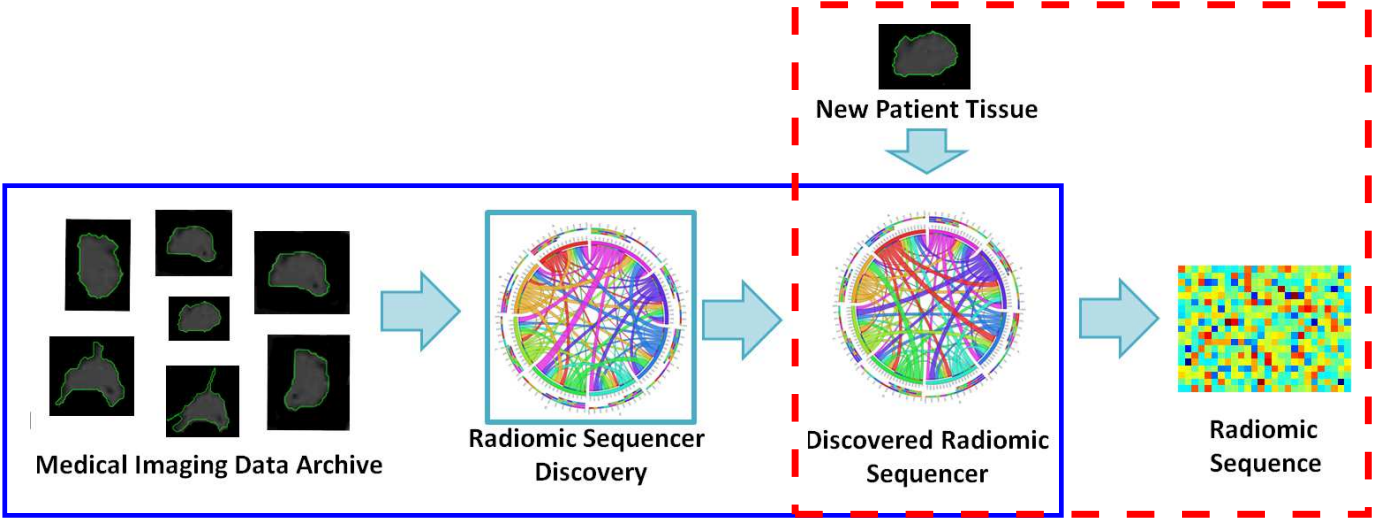 New Patient Tissue
Medical Imaging Data Archive
Radiomic Sequencer
Discovery
Discovered Radiomic
Sequencer
Radiomic
Sequence